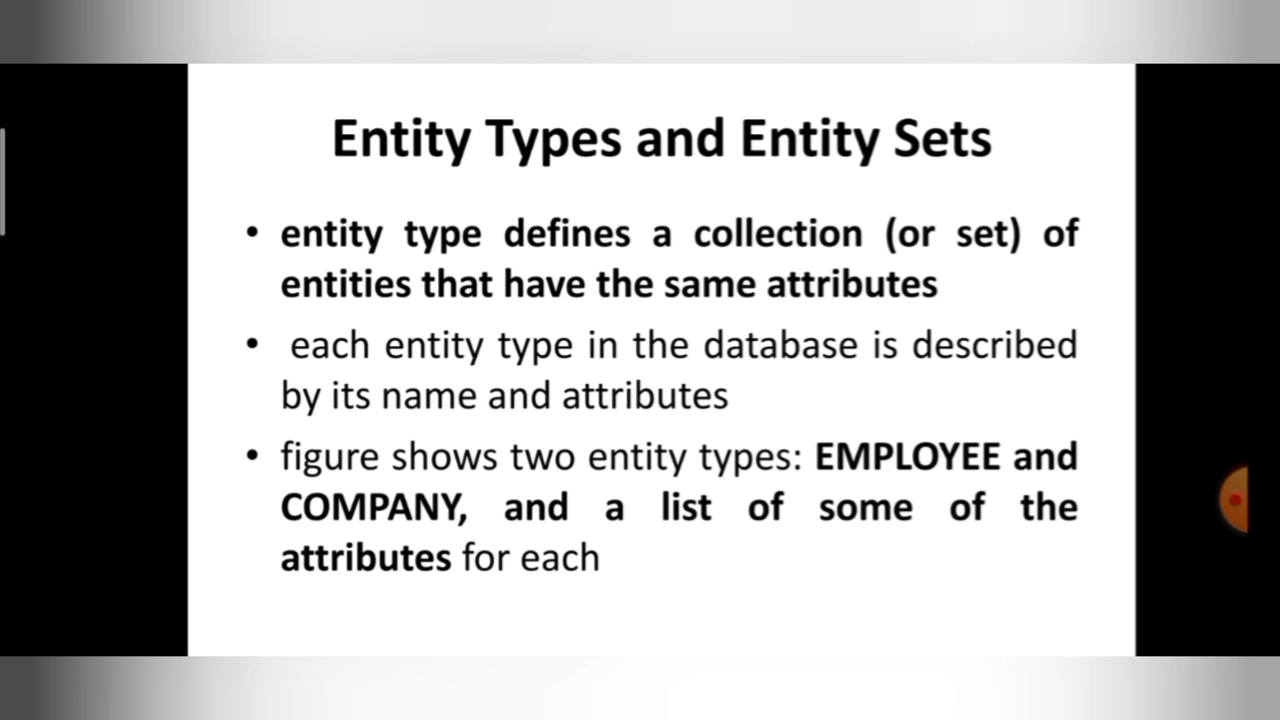 Entity Types and Entity Sets
• entity type defines a collection (or set) of
entities that have the same attributes
• each entity type in the database is described
by its name and attributes
• figure shows two entity types: EMPLOYEE and
COMPANY, and a list of some of the
attributes for each